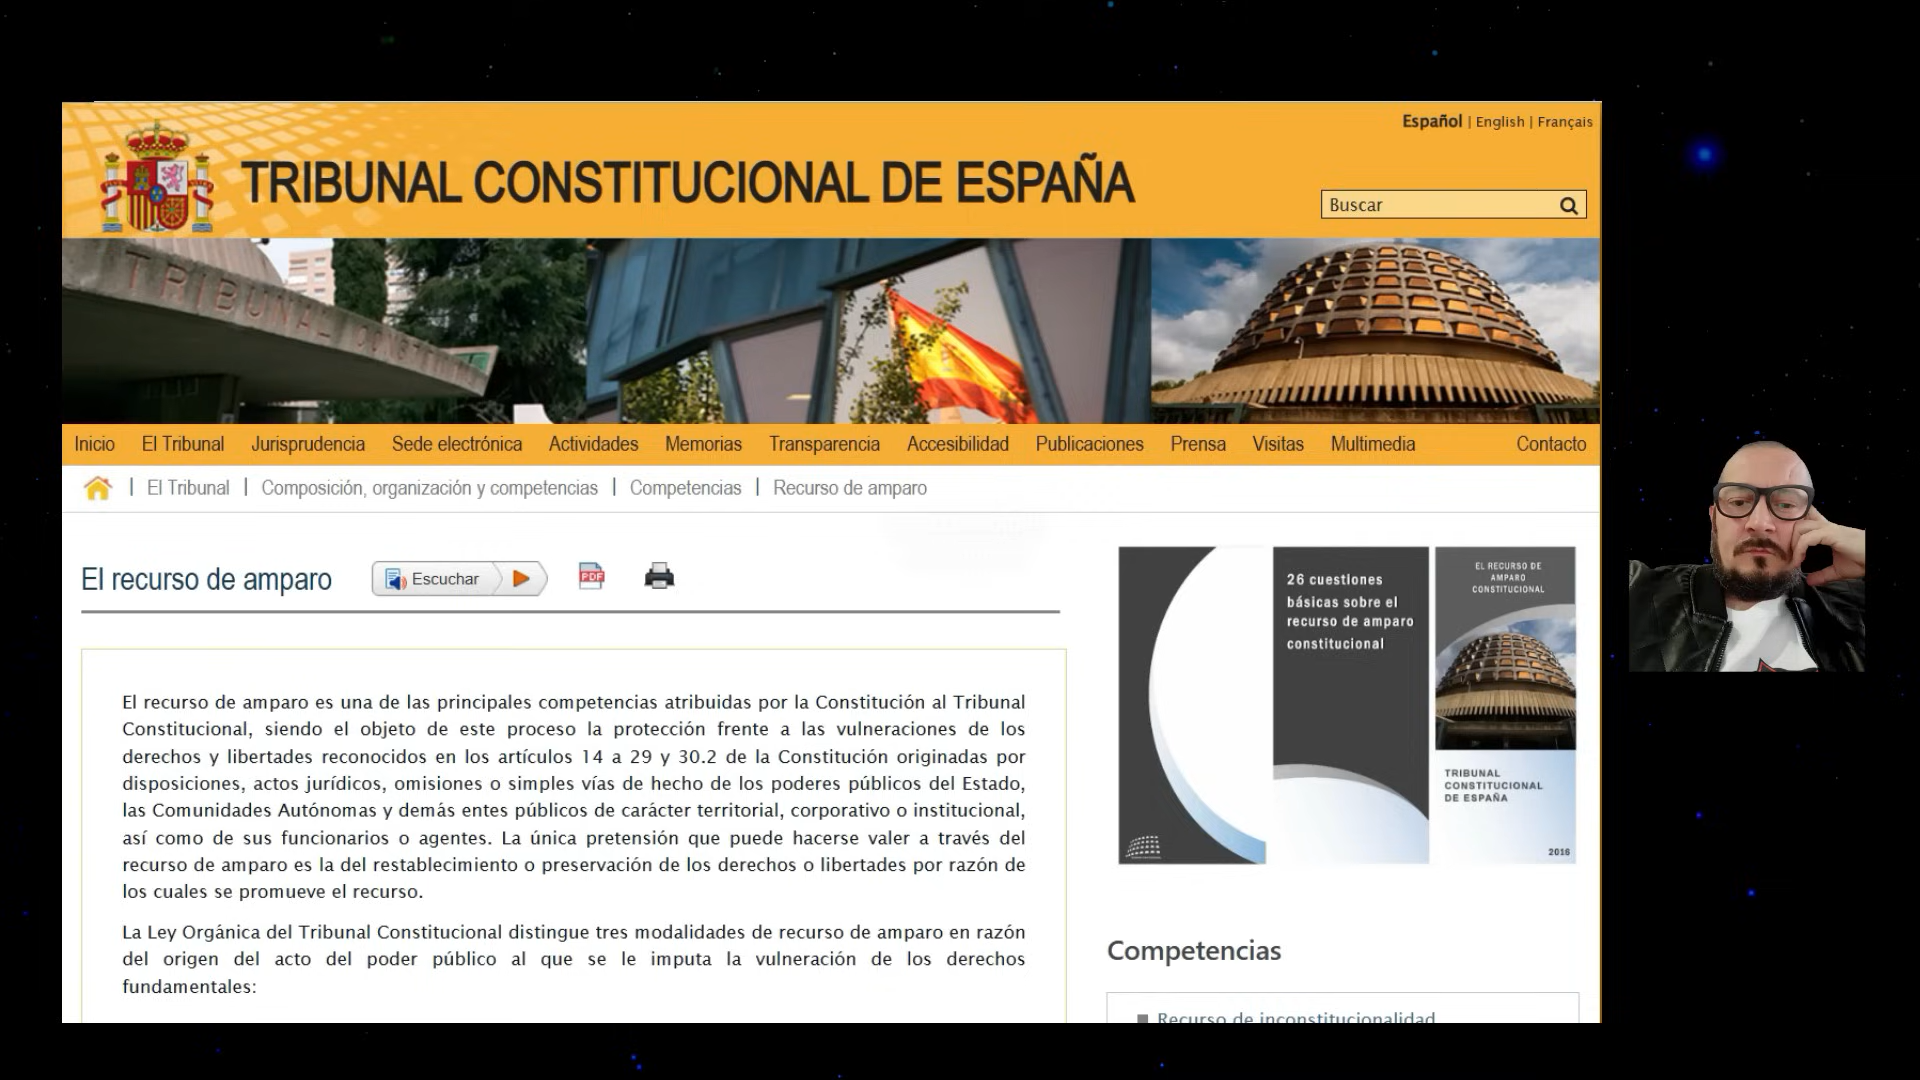 Español | English | Français
TRIBUNAL CONSTITUCIONAL DE ESPAÑA
Buscar
TRIBUNAL CONST
Inicio El Tribunal Jurisprudencia Sede electrónica Actividades Memorias Transparencia Accesibilidad Publicaciones Prensa Visitas Multimedia Contacto
| El Tribunal | Composición, organización y competencias | Competencias | Recurso de amparo
El recurso de amparo
Escuchar
PDF
El recurso de amparo es una de las principales competencias atribuidas por la Constitución al Tribunal
Constitucional, siendo el objeto de este proceso la protección frente a las vulneraciones de los
derechos y libertades reconocidos en los artículos 14 a 29 y 30.2 de la Constitución originadas por
disposiciones, actos jurídicos, omisiones o simples vías de hecho de los poderes públicos del Estado,
las Comunidades Autónomas y demás entes públicos de carácter territorial, corporativo o institucional,
así como de sus funcionarios o agentes. La única pretensión que puede hacerse valer a través del
recurso de amparo es la del restablecimiento o preservación de los derechos o libertades por razón de
los cuales se promueve el recurso.
La Ley Orgánica del Tribunal Constitucional distingue tres modalidades de recurso de amparo en razón
del origen del acto del poder público al que se le imputa la vulneración de los derechos
fundamentales:
26 cuestiones
básicas sobre el
recurso de amparo
constitucional
EL RECURSO DE
AMPARO
CONSTITUCIONAL
TRIBUNAL
CONSTITUCIONAL
DE ESPAÑA
2016
Competencias
Recurso de inconstitucionalidad